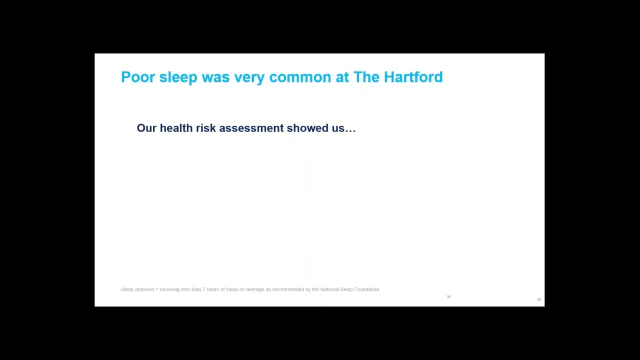 Poor sleep was very common at The Hartford
Our health risk assessment showed us…
Sleep deprived = receiving less than 7 hours of sleep on average as recommended by the National Sleep Foundation